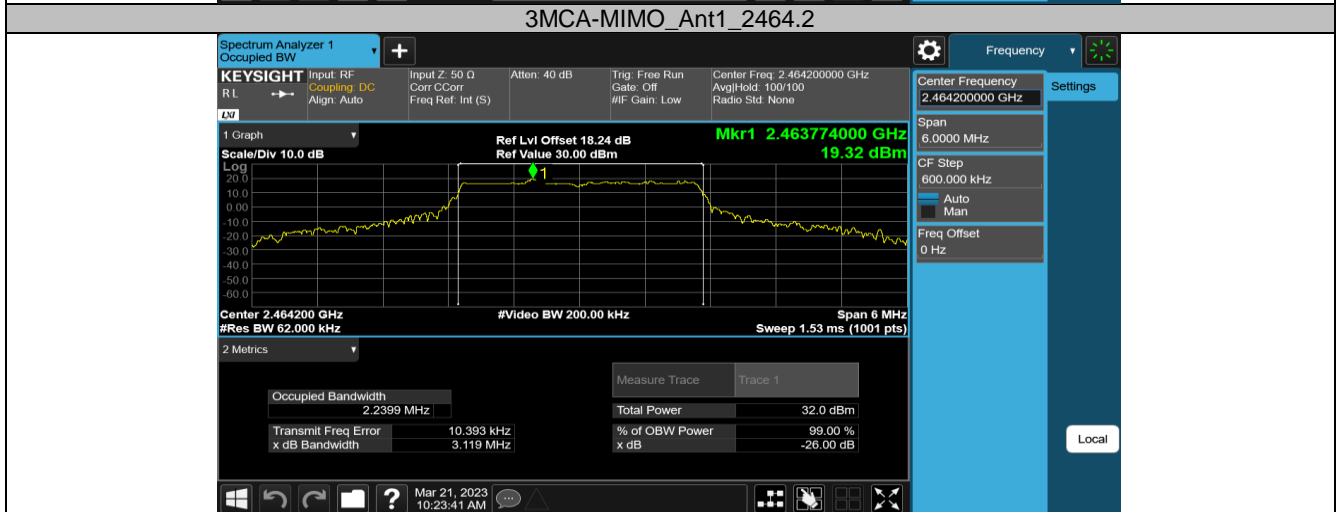 3MCA-MIMO_Ant1_2464.2
Spectrum Analyzer 1
Occupied BW
Frequency
KEYSIGHT
R L
LXI
Input: RF
Coupling: DC
Align: Auto
Input Z: 50 Ω
Corr CCorr
Freq Ref: Int (S)
Atten: 40 dB
Trig: Free Run
Gate: Off
#IF Gain: Low
Center Freq: 2.464200000 GHz
Avg|Hold: 100/100
Radio Std: None
Center Frequency
2.464200000 GHz
Settings
Span
6.0000 MHz
CF Step
600.000 kHz
Auto
Man
Freq Offset
0 Hz
1 Graph
Scale/Div 10.0 dB
Ref Lvl Offset 18.24 dB
Ref Value 30.00 dBm
Mkr1 2.463774000 GHz
19.32 dBm
Log
20.0
10.0
0.00
-10.0
-20.0
-30.0
-40.0
-50.0
-60.0
1
Center 2.464200 GHz
#Res BW 62.000 kHz
#Video BW 200.00 kHz
Span 6 MHz
Sweep 1.53 ms (1001 pts)
2 Metrics
Measure Trace Trace 1
Occupied Bandwidth
2.2399 MHz
Total Power 32.0 dBm
Transmit Freq Error 10.393 kHz
% of OBW Power 99.00 %
x dB Bandwidth 3.119 MHz
x dB -26.00 dB
Local
?
Mar 21, 2023
10:23:41 AM